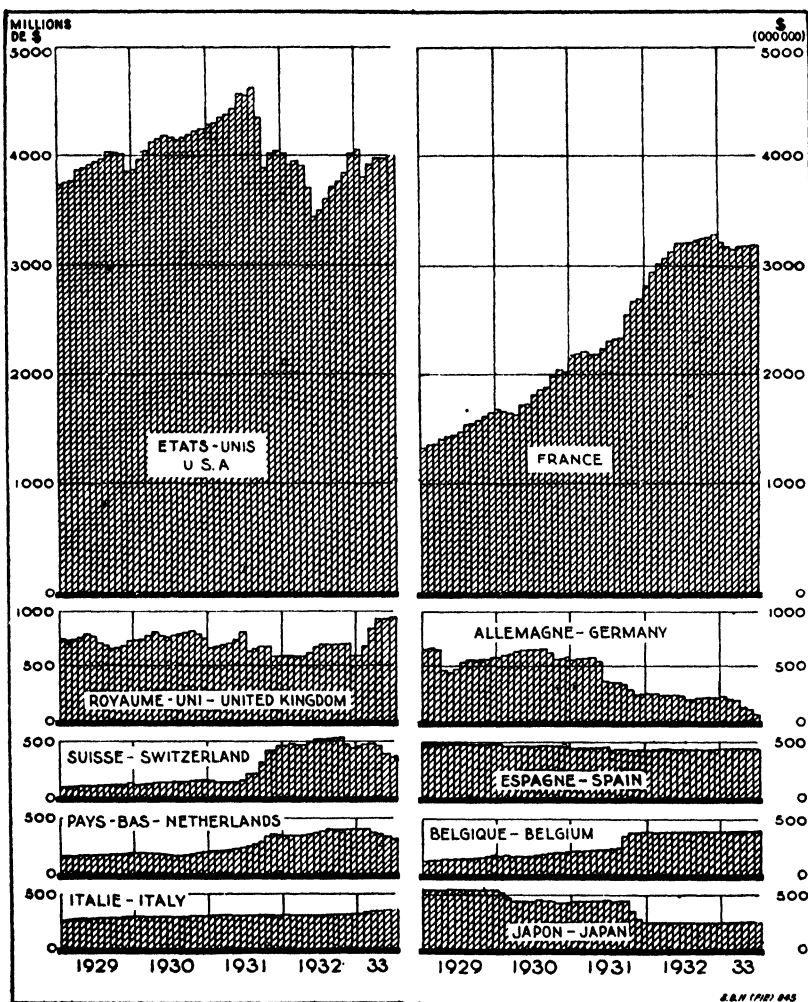 MILLIONS
DE $
$
(000 000)
5000
5000
4000
4000
3000
3000
2000
2000
ETATS-UNIS
U S.A
FRANCE
1000
1000
0
0
1000
1000
ALLEMAGNE-GERMANY
500
500
ROYAUME-UNI-UNITED KINGDOM
0
0
500
500
SUISSE-SWITZERLAND
ESPAGNE-SPAIN
0
0
500
500
PAYS-BAS-NETHERLANDS
BELGIQUE-BELGIUM
0
0
500
500
ITALIE-ITALY
JAPON-JAPAN
0
0
1929 1930 1931 1932 33
1929 1930 1931 1932 33